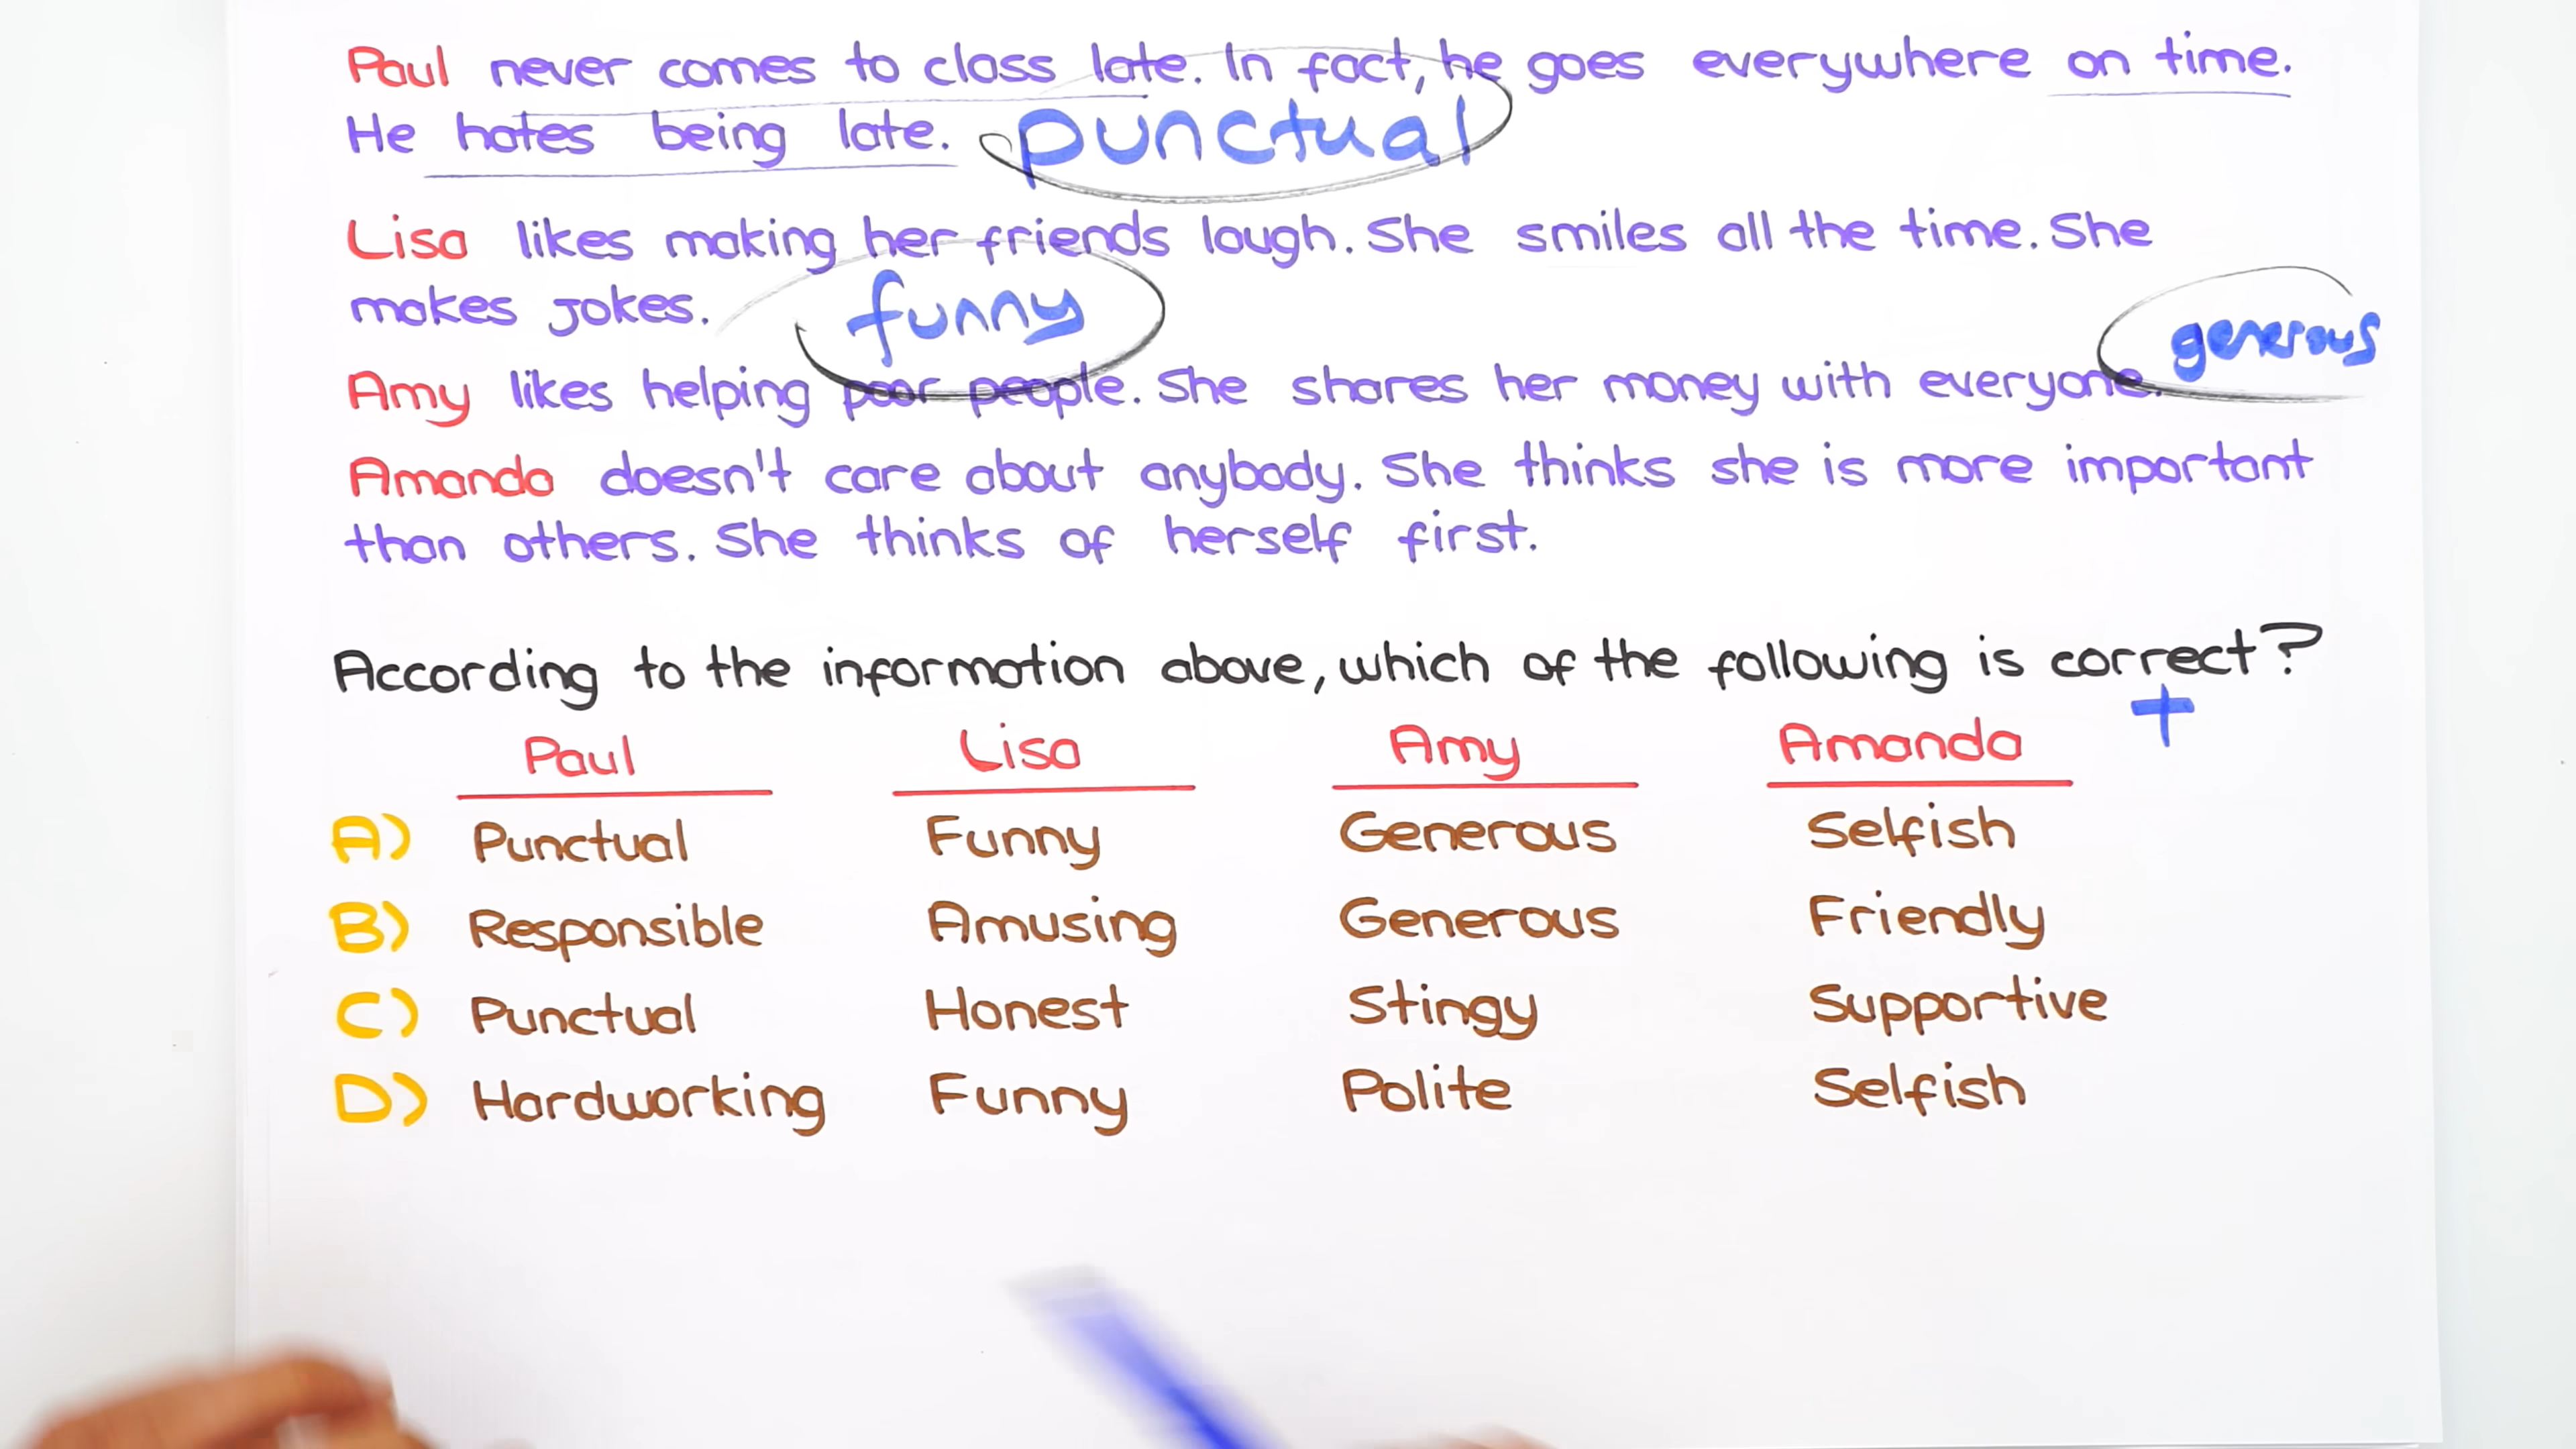 Paul never comes to class late. In fact, he goes everywhere on time.
He hates being late. punctual
Lisa likes making her friends laugh. She smiles all the time. She
makes jokes. funny
generous
Amy likes helping poor people. She shares her money with everyone.
Amanda doesn't care about anybody. She thinks she is more important
than others. She thinks of herself first.
According to the information above, which of the following is correct?
+
Paul Lisa Amy Amanda
A) Punctual Funny Generous Selfish
B) Responsible Amusing Generous Friendly
C) Punctual Honest Stingy Supportive
D) Hardworking Funny Polite Selfish